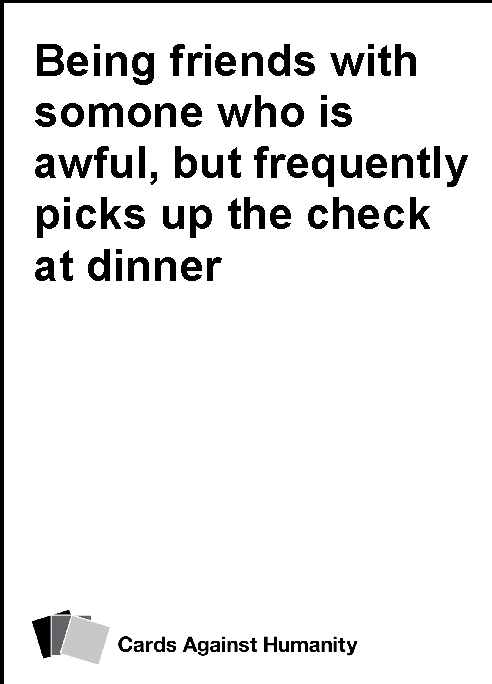 Being friends with
somone who is
awful, but frequently
picks up the check
at dinner
Cards Against Humanity